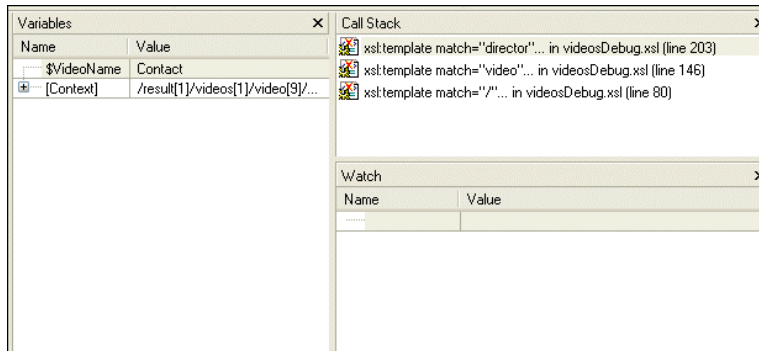 Variables
Name Value
$VideoName Contact
[Context] /result[1]/videos[1]/video[9]/...
Call Stack
xsl:template match="director"... in videosDebug.xsl (line 203)
xsl:template match="video"... in videosDebug.xsl (line 146)
xsl:template match="/"... in videosDebug.xsl (line 80)
Watch
Name Value